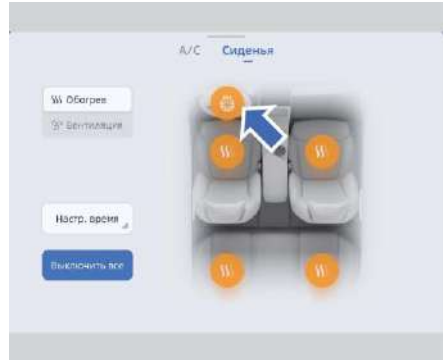 A/C Сиденья
Обогрев
Вентиляция
Настр. время
Выключить все